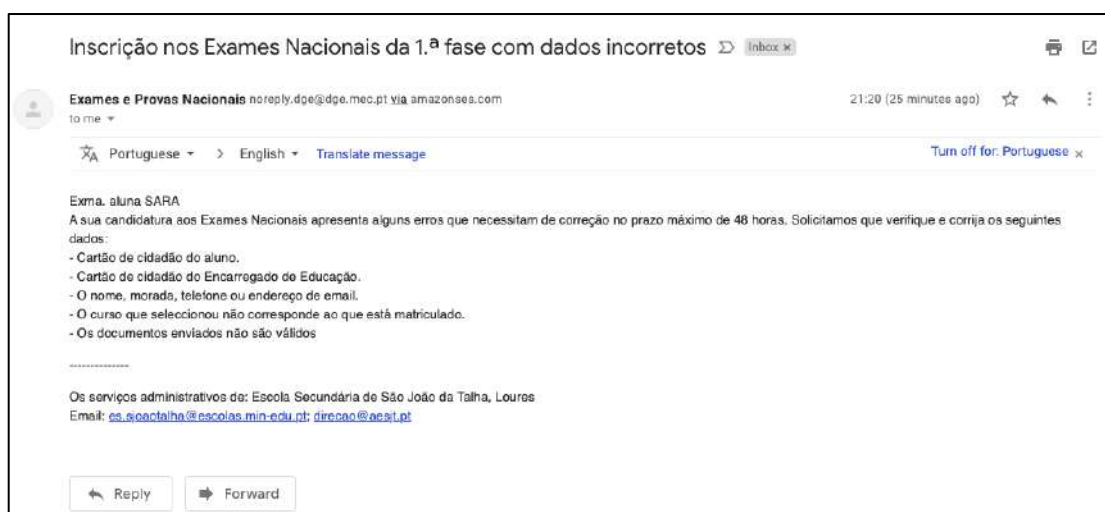 Inscrição nos Exames Nacionais da 1.ª fase com dados incorretos Inbox ×
Exames e Provas Nacionais noreply.dge@dge.mec.pt via amazonses.com 21:20 (25 minutes ago)
to me
Portuguese > English Translate message Turn off for: Portuguese ×
Exma. aluna SARA
A sua candidatura aos Exames Nacionais apresenta alguns erros que necessitam de correção no prazo máximo de 48 horas. Solicitamos que verifique e corrija os seguintes
dados:
- Cartão de cidadão do aluno.
- Cartão de cidadão do Encarregado de Educação.
- O nome, morada, telefone ou endereço de email.
- O curso que seleccionou não corresponde ao que está matriculado.
- Os documentos enviados não são válidos
--------------
Os serviços administrativos de: Escola Secundária de São João da Talha, Loures
Email: es.sjoaotalha@escolas.min-edu.pt; direcao@aesjt.pt
Reply Forward